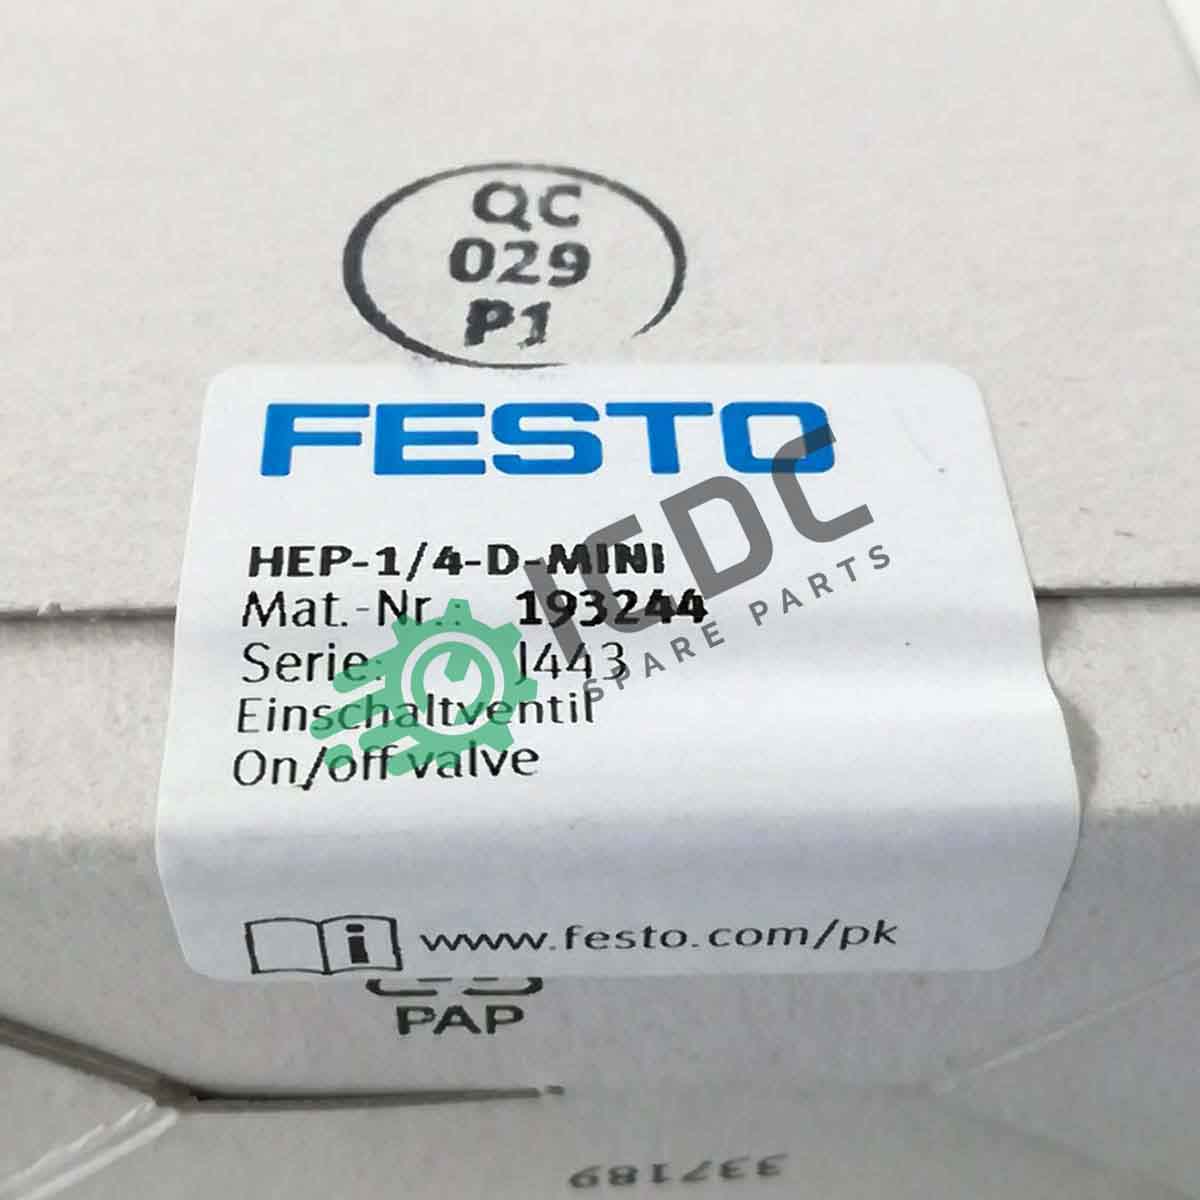 QC
029
P1
FESTO
HEP-1/4-D-MINI
Mat.-Nr.: 193244
Serie: J443
Einschaltventil
On/off valve
ICDC
SPARE PARTS
i www.festo.com/pk
PAP
337189